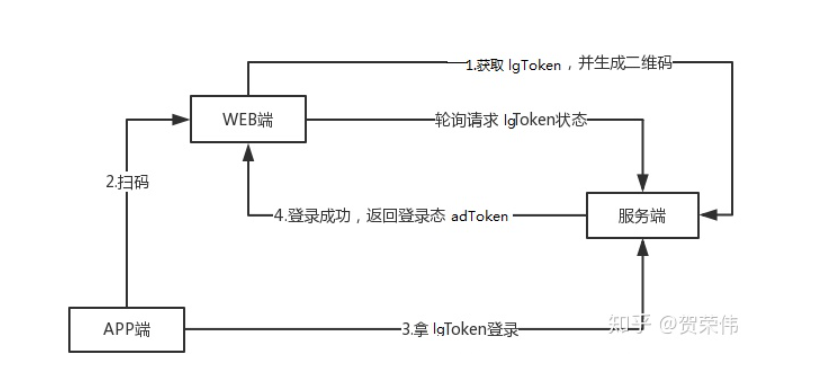 1.获取 lgToken，并生成二维码
WEB端
轮询请求 lgToken状态
2.扫码
4.登录成功，返回登录态 adToken
服务端
APP端
3.拿 lgToken登录
知乎 @贺荣伟